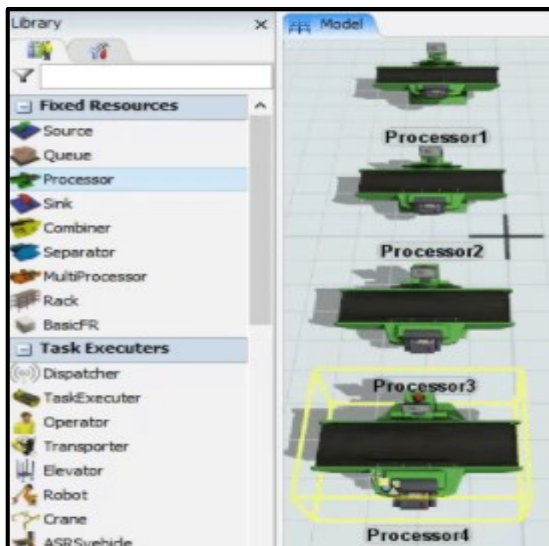 Library
Model
Fixed Resources
Source
Queue
Processor
Sink
Combiner
Separator
MultiProcessor
Rack
BasicFR
Task Executers
Dispatcher
TaskExecuter
Operator
Transporter
Elevator
Robot
Crane
ASRSvehicle
Processor1
Processor2
Processor3
Processor4